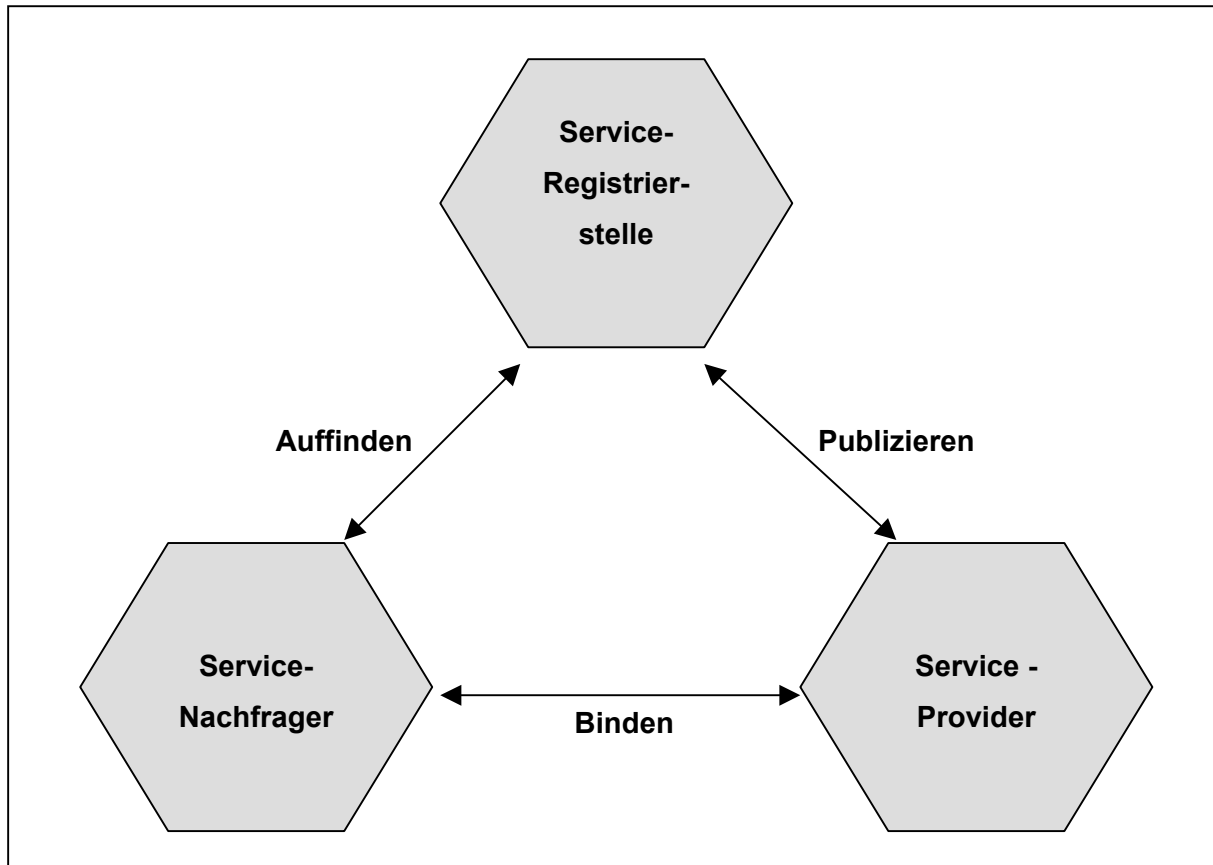 Service-
Registrier-
stelle
Auffinden
Publizieren
Service-
Nachfrager
Binden
Service -
Provider